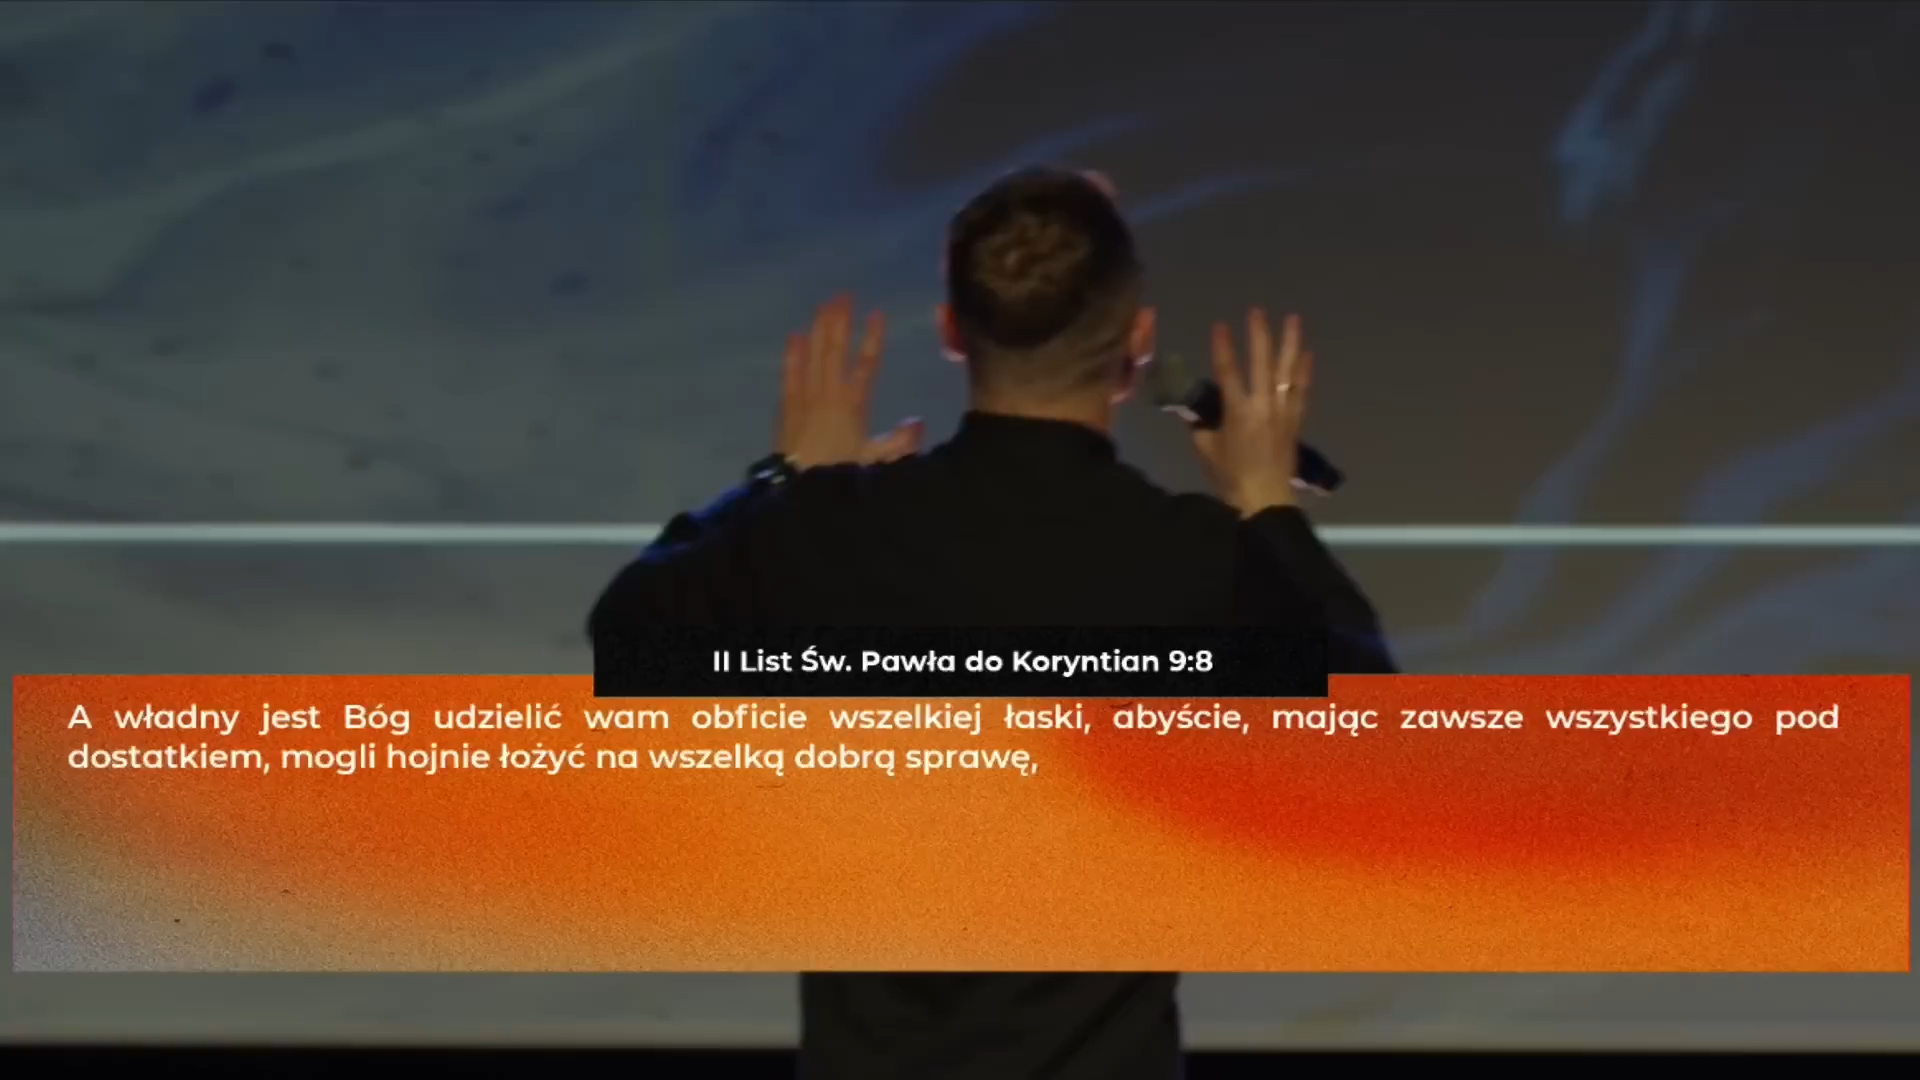 II List Św. Pawła do Koryntian 9:8
A władny jest Bóg udzielić wam obficie wszelkiej łaski, abyście, mając zawsze wszystkiego pod
dostatkiem, mogli hojnie łożyć na wszelką dobrą sprawę,